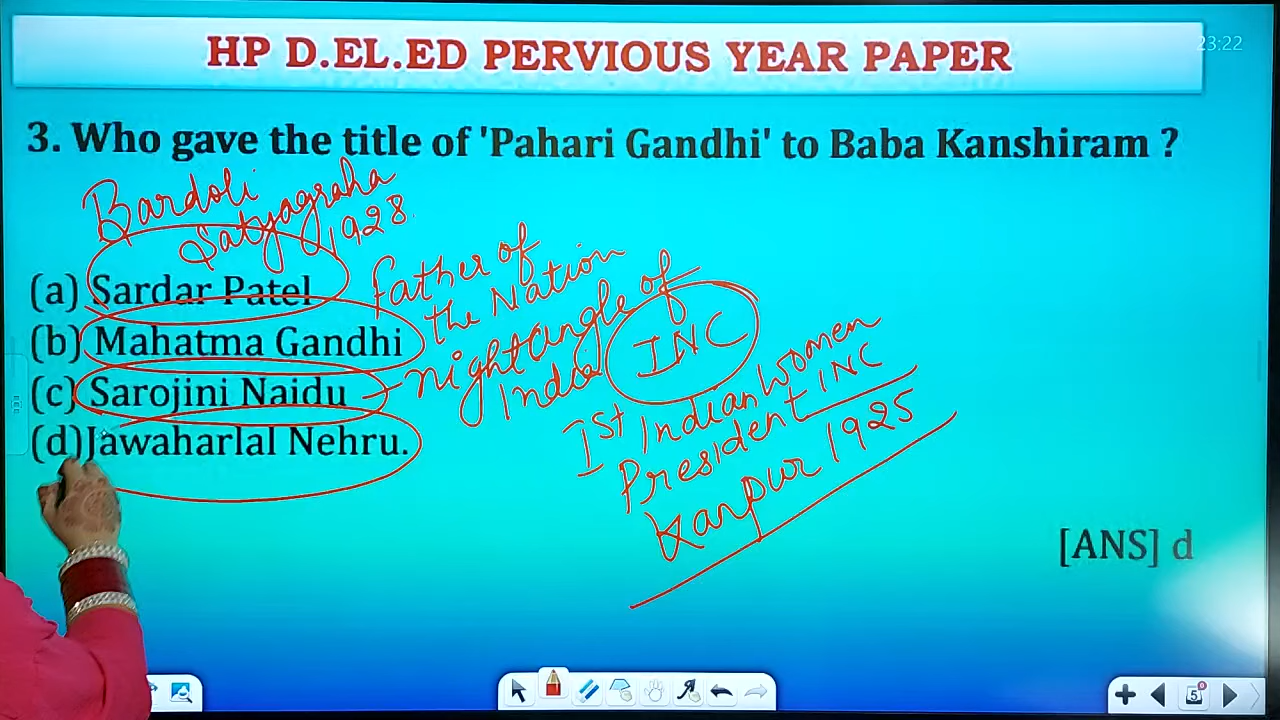 HP D.EL.ED PERVIOUS YEAR PAPER
23:22
3. Who gave the title of 'Pahari Gandhi' to Baba Kanshiram ?
Bardoli
Satyagraha
1928.
(a) Sardar Patel
Father of
the Nation
(b) Mahatma Gandhi
(c) Sarojini Naidu
nightangle of
India
INC
(d)Jawaharlal Nehru.
Ist Indian Women
President INC
Kanpur 1925
[ANS] d
5